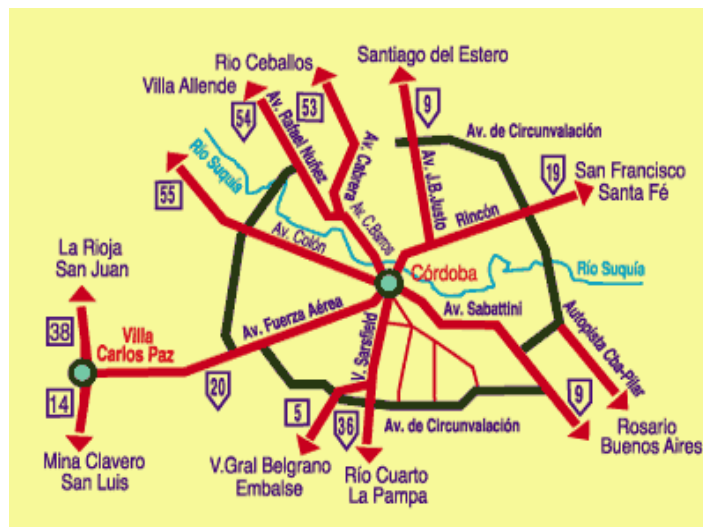 Santiago del Estero
Rio Ceballos
Villa Allende
54
53
9
Av. Rafael Nuñez
Av. Cabrera
Av. J.B.Justo
Av. de Circunvalación
19
San Francisco
Santa Fé
Río Suquía
55
Av. Colón
Av. C.Barros
Rincón
La Rioja
San Juan
Córdoba
Río Suquía
38
Villa
Carlos Paz
Av. Fuerza Aérea
V. Sarsfield
Av. Sabattini
Autopista Cba-Pilar
14
20
5
36
9
Av. de Circunvalación
Mina Clavero
San Luis
V.Gral Belgrano
Embalse
Río Cuarto
La Pampa
Rosario
Buenos Aires